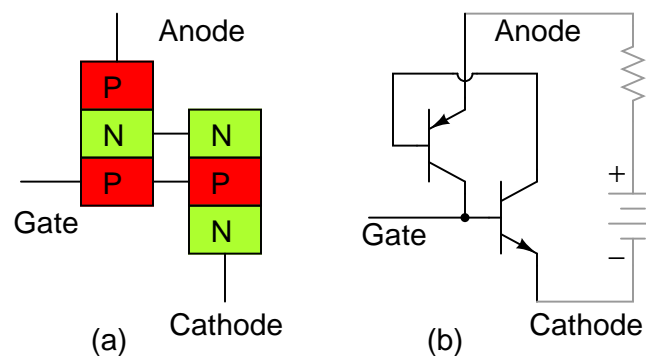 Anode
P
N
P
N
P
N
Gate
Cathode
(a)
Anode
+
Gate
−
Cathode
(b)